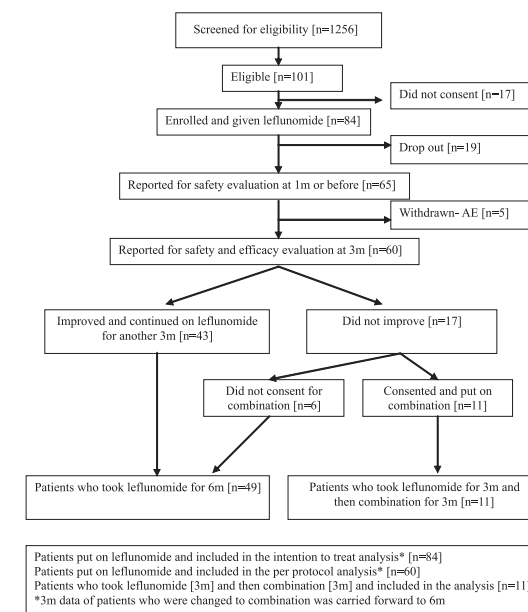 Screened for eligibility [n=1256]
Eligible [n=101]
Did not consent [n-17]
Enrolled and given leflunomide [n=84]
Drop out [n=19]
Reported for safety evaluation at 1m or before [n=65]
Withdrawn- AE [n=5]
Reported for safety and efficacy evaluation at 3m [n=60]
Improved and continued on leflunomide
for another 3m [n=43]
Did not improve [n=17]
Did not consent for
combination [n=6]
Consented and put on
combination [n=11]
Patients who took leflunomide for 6m [n=49]
Patients who took leflunomide for 3m and
then combination for 3m [n=11]
Patients put on leflunomide and included in the intention to treat analysis* [n=84]
Patients put on leflunomide and included in the per protocol analysis* [n=60]
Patients who took leflunomide [3m] and then combination [3m] and included in the analysis [n=11]
*3m data of patients who were changed to combination was carried forward to 6m